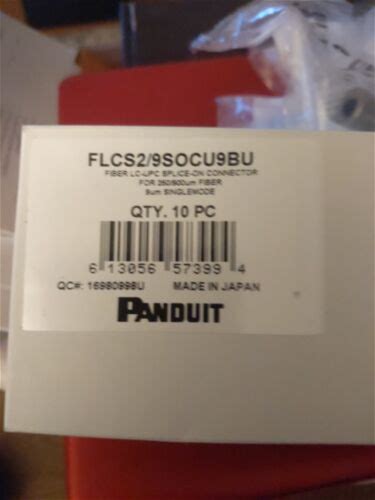 FLCS2/9SOCU9BU
FIBER LC-UPC SPLICE-ON CONNECTOR
FOR 250/900um FIBER
9um SINGLEMODE
QTY. 10 PC
6 13056 57399 4
QC#: 16980998U MADE IN JAPAN
PANDUIT